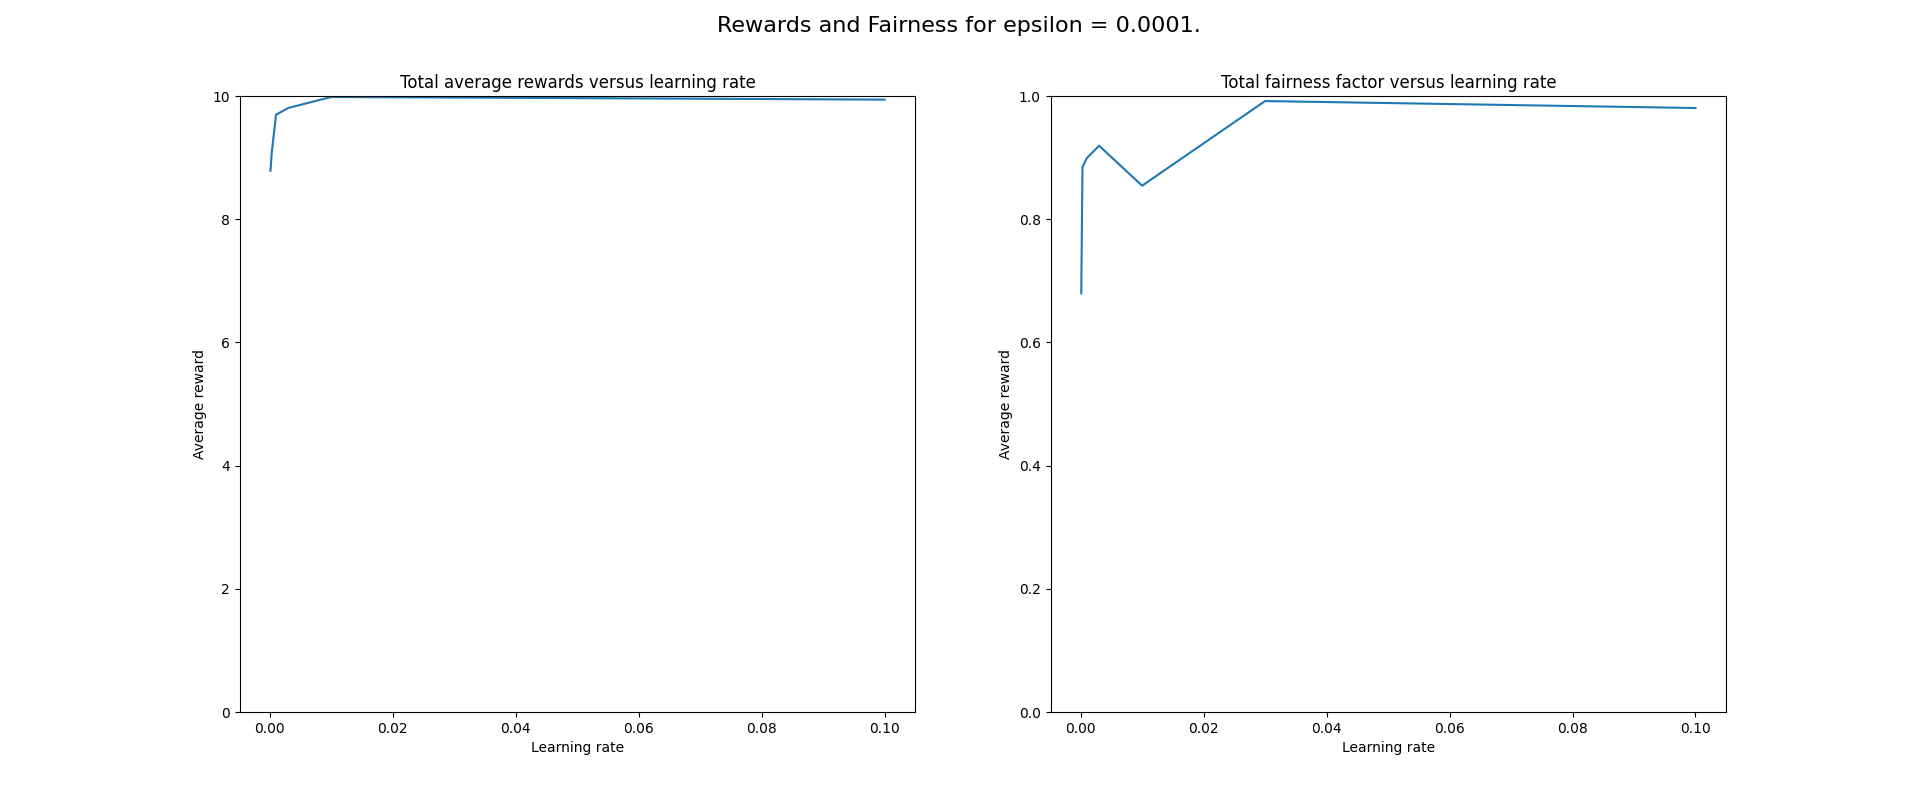 Rewards and Fairness for epsilon = 0.0001.
Total average rewards versus learning rate
10
8
6
4
2
0
Average reward
0.00 0.02 0.04 0.06 0.08 0.10
Learning rate
Total fairness factor versus learning rate
1.0
0.8
0.6
0.4
0.2
0.0
Average reward
0.00 0.02 0.04 0.06 0.08 0.10
Learning rate